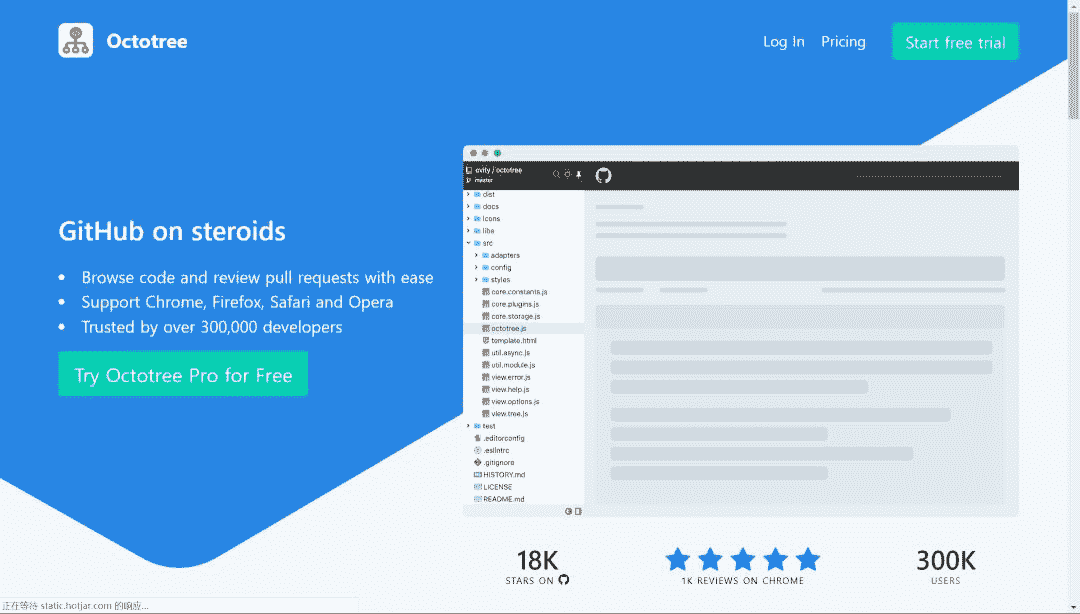 Octotree
Log In
Pricing
Start free trial
ovity / octotree
master
dist
docs
icons
libs
src
adapters
config
styles
core.constants.js
core.plugins.js
core.storage.js
octotree.js
template.html
util.async.js
util.module.js
view.error.js
view.help.js
view.options.js
view.tree.js
test
.editorconfig
.eslintrc
.gitignore
HISTORY.md
LICENSE
README.md
GitHub on steroids
• Browse code and review pull requests with ease
• Support Chrome, Firefox, Safari and Opera
• Trusted by over 300,000 developers
Try Octotree Pro for Free
18K
STARS ON
1K REVIEWS ON CHROME
300K
USERS
正在等待 static.hotjar.com 的响应...